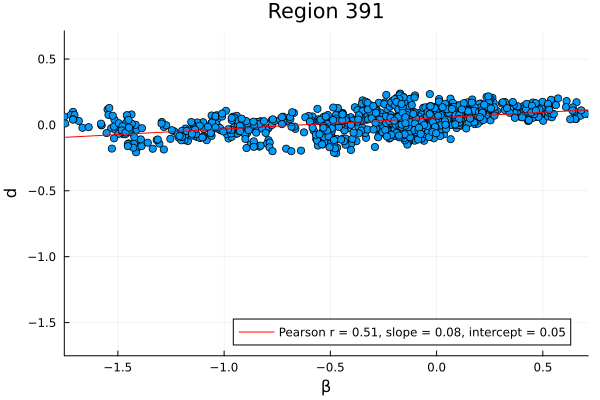 Region 391
0.5
0.0
−0.5
−1.0
−1.5
d
Pearson r = 0.51, slope = 0.08, intercept = 0.05
−1.5 −1.0 −0.5 0.0 0.5
β